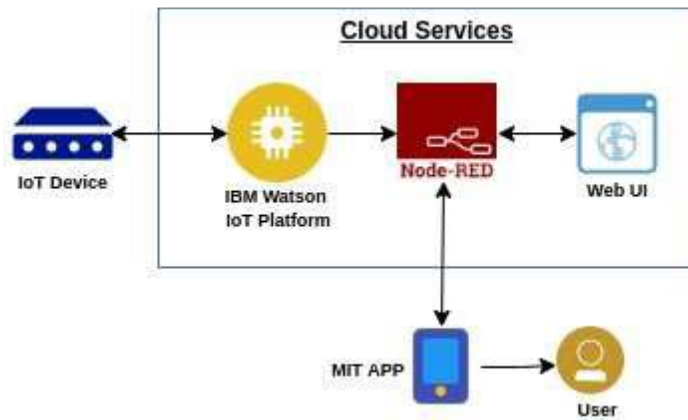 Cloud Services
IoT Device
IBM Watson
IoT Platform
Node-RED
Web UI
MIT APP
User